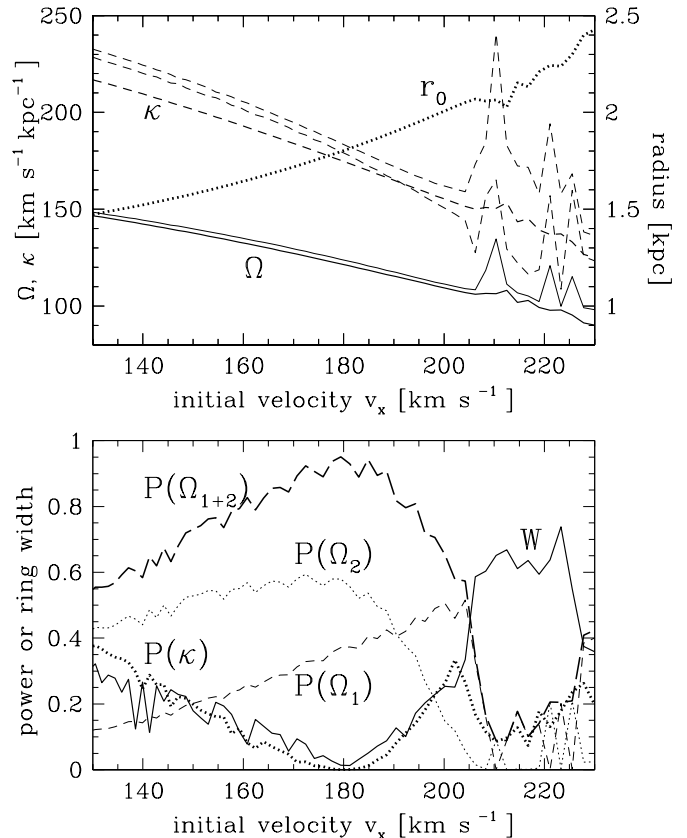 250
200
150
100
Ω, κ [km s⁻¹ kpc⁻¹]
κ
r₀
Ω
2.5
2
1.5
1
radius [kpc]
140 160 180 200 220
initial velocity vₓ [km s⁻¹]
1
0.8
0.6
0.4
0.2
0
power or ring width
P(Ω₁₊₂)
P(Ω₂)
W
P(κ)
P(Ω₁)
140 160 180 200 220
initial velocity vₓ [km s⁻¹]